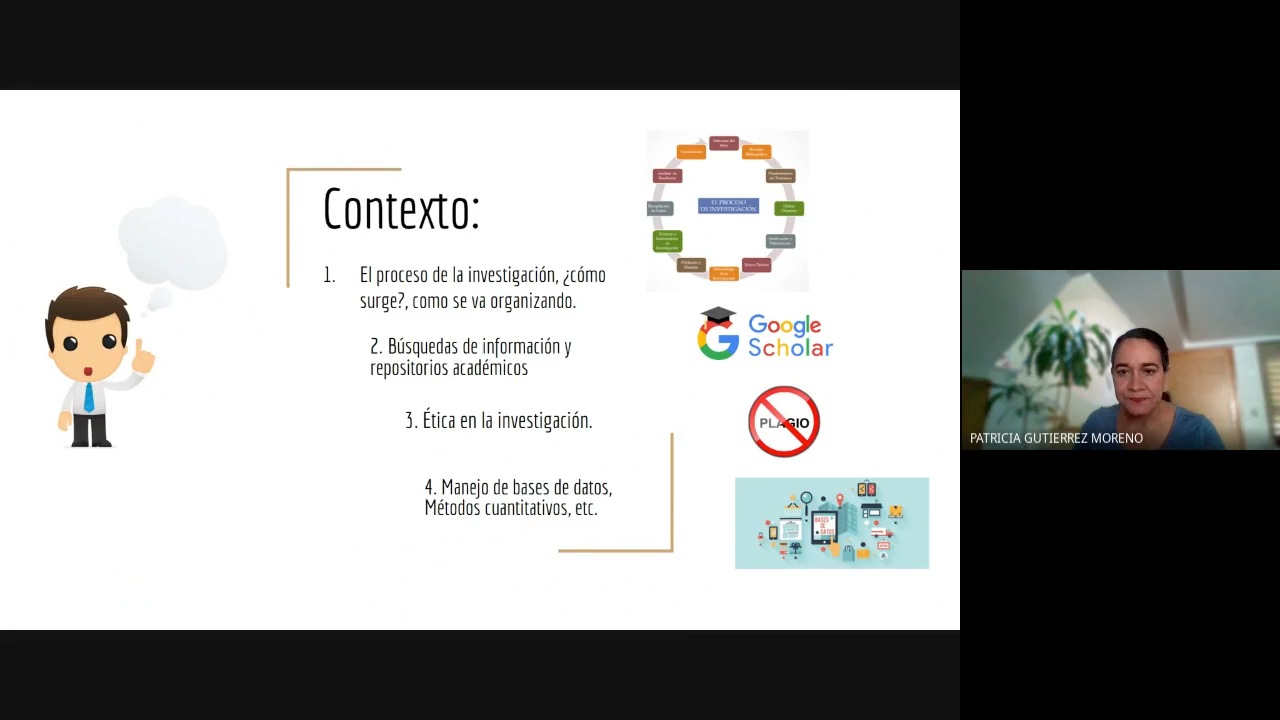 Contexto:
1. El proceso de la investigación, ¿cómo
surge?, como se va organizando.
2. Búsquedas de información y
repositorios académicos
3. Ética en la investigación.
4. Manejo de bases de datos,
Métodos cuantitativos, etc.
EL PROCESO
DE INVESTIGACIÓN
Google
Scholar
PLAGIO
BASES
DE
DATOS
PATRICIA GUTIERREZ MORENO